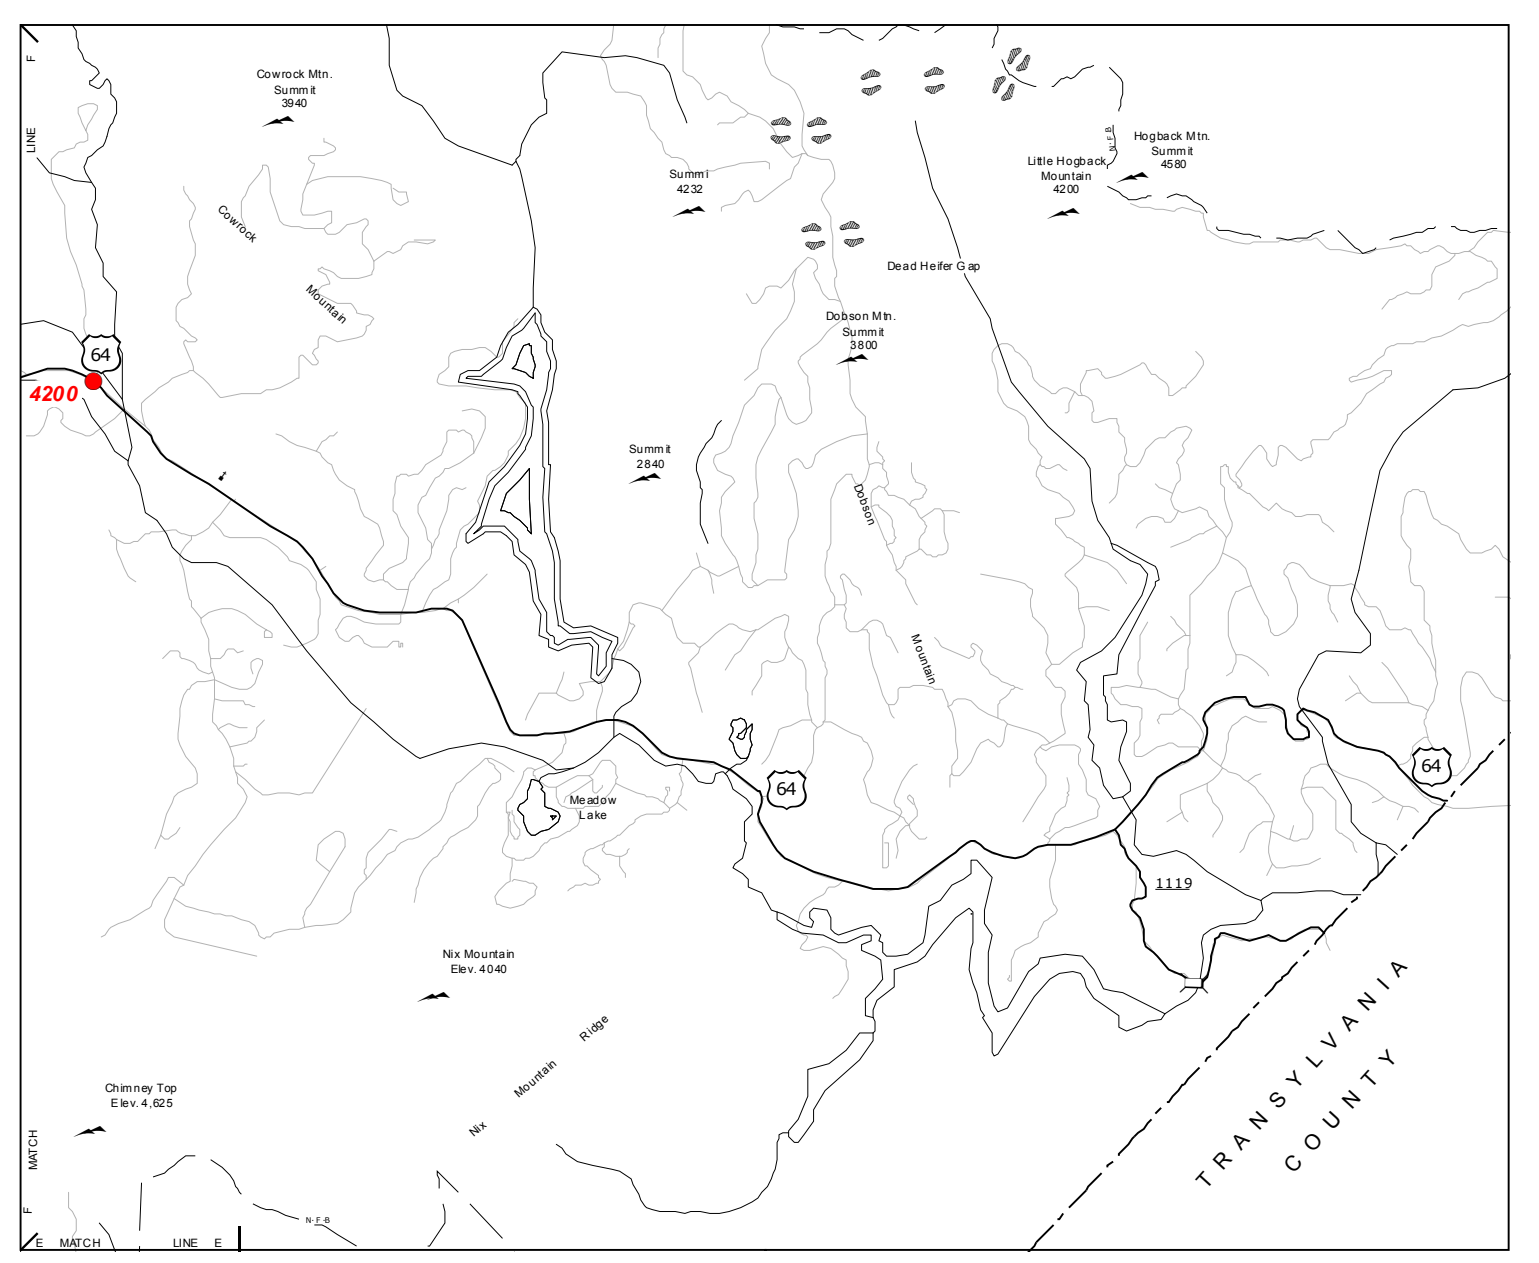 F
LINE
Cowrock Mtn.
Summit
3940
Hogback Mtn.
Summit
4580
N·F·B
Little Hogback
Mountain
4200
Summi
4232
Cowrock
Mountain
Dead Heifer Gap
Dobson Mtn.
Summit
3800
64
4200
Summit
2840
Dobson
Mountain
64
64
Meadow
Lake
1119
Nix Mountain
Elev. 4040
Nix Mountain Ridge
Chimney Top
Elev. 4,625
TRANSYLVANIA
COUNTY
MATCH
F
N·F·B
E MATCH LINE E